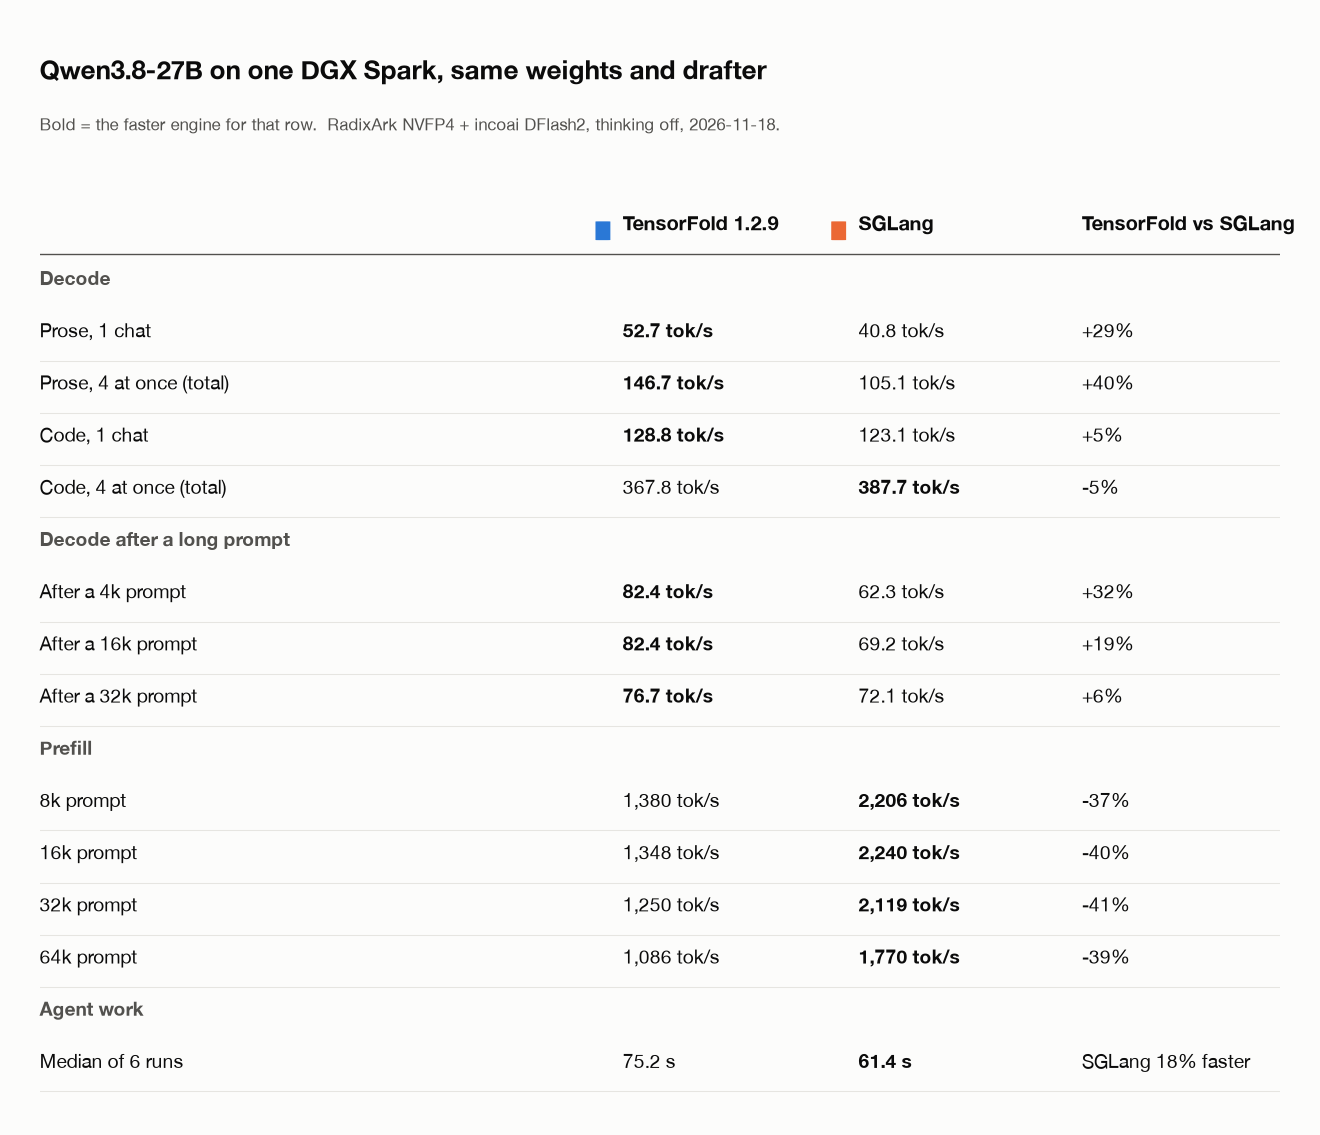 Qwen3.8-27B on one DGX Spark, same weights and drafter
Bold = the faster engine for that row. RadixArk NVFP4 + incoai DFlash2, thinking off, 2026-11-18.
TensorFold 1.2.9 SGLang TensorFold vs SGLang
Decode
Prose, 1 chat 52.7 tok/s 40.8 tok/s +29%
Prose, 4 at once (total) 146.7 tok/s 105.1 tok/s +40%
Code, 1 chat 128.8 tok/s 123.1 tok/s +5%
Code, 4 at once (total) 367.8 tok/s 387.7 tok/s -5%
Decode after a long prompt
After a 4k prompt 82.4 tok/s 62.3 tok/s +32%
After a 16k prompt 82.4 tok/s 69.2 tok/s +19%
After a 32k prompt 76.7 tok/s 72.1 tok/s +6%
Prefill
8k prompt 1,380 tok/s 2,206 tok/s -37%
16k prompt 1,348 tok/s 2,240 tok/s -40%
32k prompt 1,250 tok/s 2,119 tok/s -41%
64k prompt 1,086 tok/s 1,770 tok/s -39%
Agent work
Median of 6 runs 75.2 s 61.4 s SGLang 18% faster